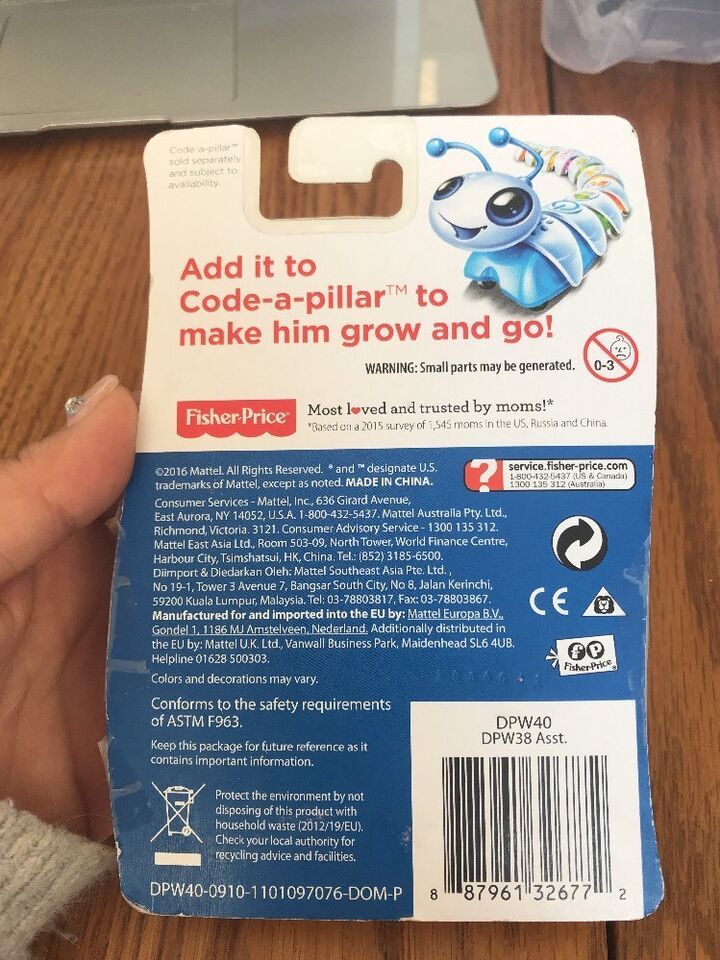 Code-a-pillar™
sold separately
and subject to
availability.
Add it to
Code-a-pillar™ to
make him grow and go!
WARNING: Small parts may be generated.
0-3
Fisher-Price
Most loved and trusted by moms!*
*Based on a 2015 survey of 1,545 moms in the US, Russia and China.
©2016 Mattel. All Rights Reserved. ® and ™ designate U.S.
trademarks of Mattel, except as noted. MADE IN CHINA.
?
service.fisher-price.com
1-800-432-5437 (US & Canada)
1300 135 312 (Australia)
Consumer Services - Mattel, Inc., 636 Girard Avenue,
East Aurora, NY 14052, U.S.A. 1-800-432-5437. Mattel Australia Pty. Ltd.,
Richmond, Victoria. 3121. Consumer Advisory Service - 1300 135 312.
Mattel East Asia Ltd., Room 503-09, North Tower, World Finance Centre,
Harbour City, Tsimshatsui, HK, China. Tel.: (852) 3185-6500.
Diimport & Diedarkan Oleh: Mattel Southeast Asia Pte. Ltd.,
No 19-1, Tower 3 Avenue 7, Bangsar South City, No 8, Jalan Kerinchi,
59200 Kuala Lumpur, Malaysia. Tel: 03-78803817, Fax: 03-78803867.
Manufactured for and imported into the EU by: Mattel Europa B.V.,
Gondel 1, 1186 MJ Amstelveen, Nederland. Additionally distributed in
the EU by: Mattel U.K. Ltd., Vanwall Business Park, Maidenhead SL6 4UB.
Helpline 01628 500303.
CE
fp
Fisher-Price
Colors and decorations may vary.
Conforms to the safety requirements
of ASTM F963.
Keep this package for future reference as it
contains important information.
Protect the environment by not
disposing of this product with
household waste (2012/19/EU).
Check your local authority for
recycling advice and facilities.
DPW40-0910-1101097076-DOM-P
DPW40
DPW38 Asst.
8 87961 32677 2